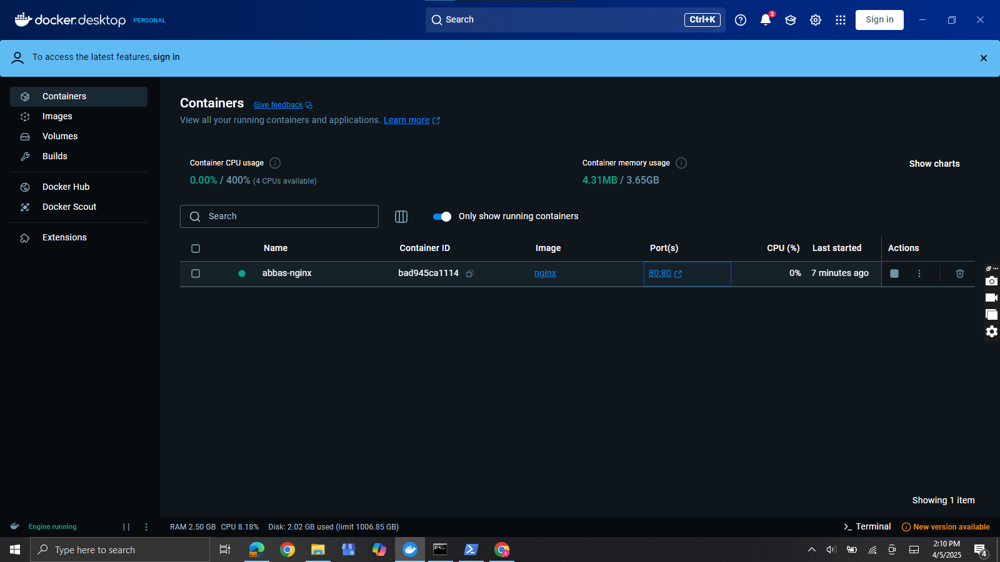 docker.desktop PERSONAL
Search Ctrl+K
3
Sign in
To access the latest features, sign in
Containers
Images
Volumes
Builds
Docker Hub
Docker Scout
Extensions
Containers Give feedback
View all your running containers and applications. Learn more
Container CPU usage
0.00% / 400% (4 CPUs available)
Container memory usage
4.31MB / 3.65GB
Show charts
Search
Only show running containers
Name Container ID Image Port(s) CPU (%) Last started Actions
abbas-nginx bad945ca1114 nginx 80:80 0% 7 minutes ago
Showing 1 item
Engine running
RAM 2.50 GB CPU 8.18% Disk: 2.02 GB used (limit 1006.85 GB)
Terminal
New version available
Type here to search
2:10 PM
4/5/2025
4